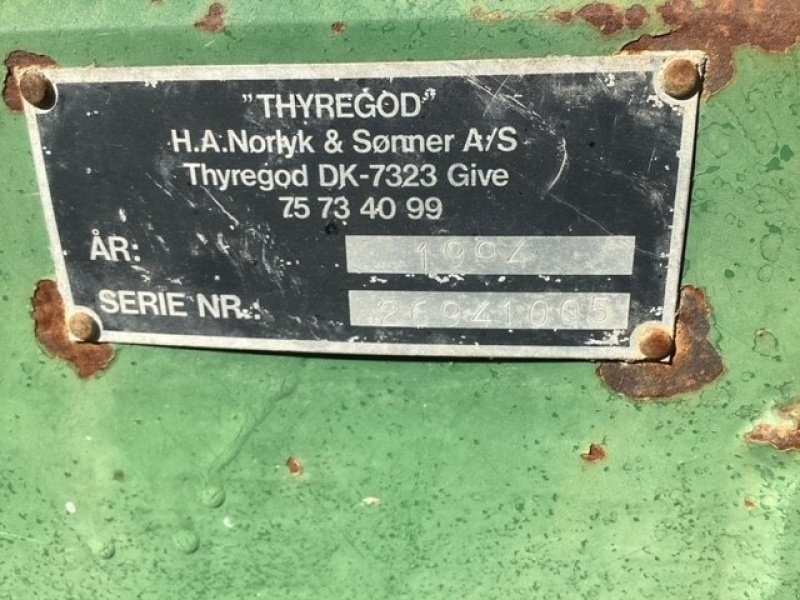 "THYREGOD"
H.A.Norlyk & Sønner A/S
Thyregod DK-7323 Give
75 73 40 99
ÅR: 1994
SERIE NR.: 26941005